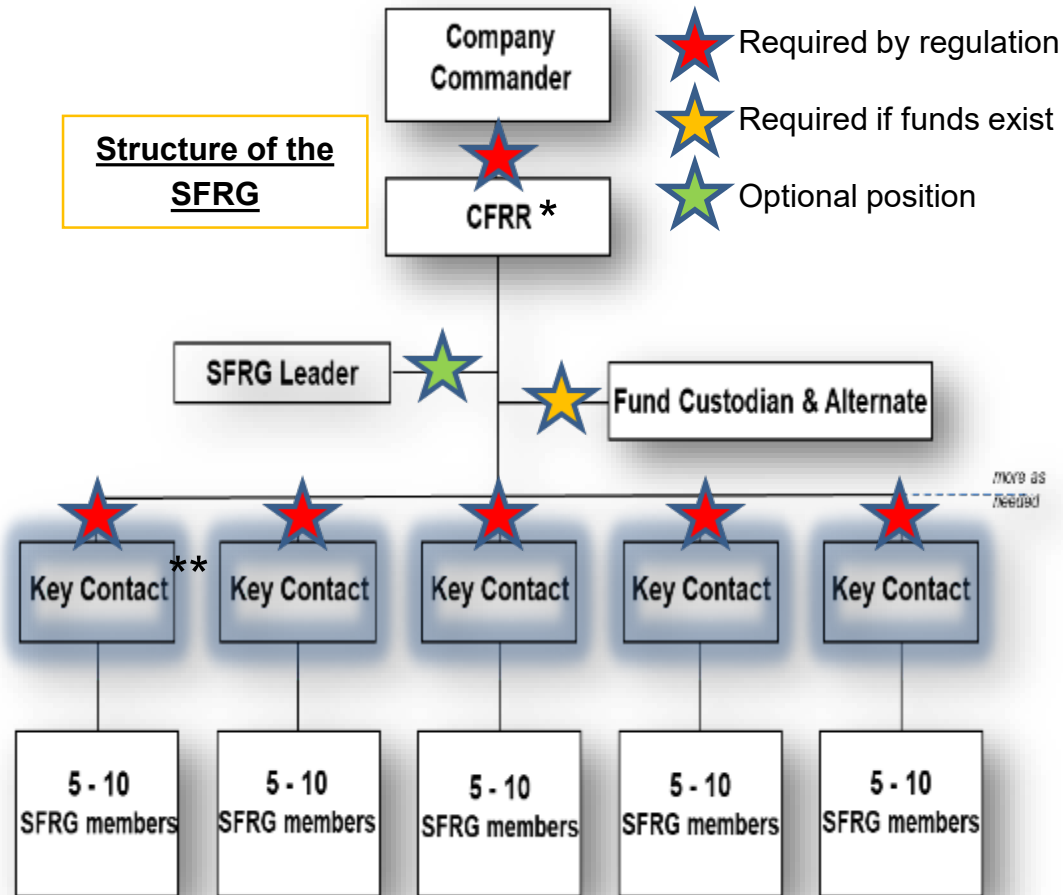 Company
Commander
Required by regulation
Required if funds exist
Optional position
Structure of the
SFRG
CFRR *
SFRG Leader
Fund Custodian & Alternate
more as
needed
Key Contact **
Key Contact
Key Contact
Key Contact
Key Contact
5 - 10
SFRG members
5 - 10
SFRG members
5 - 10
SFRG members
5 - 10
SFRG members
5 - 10
SFRG members